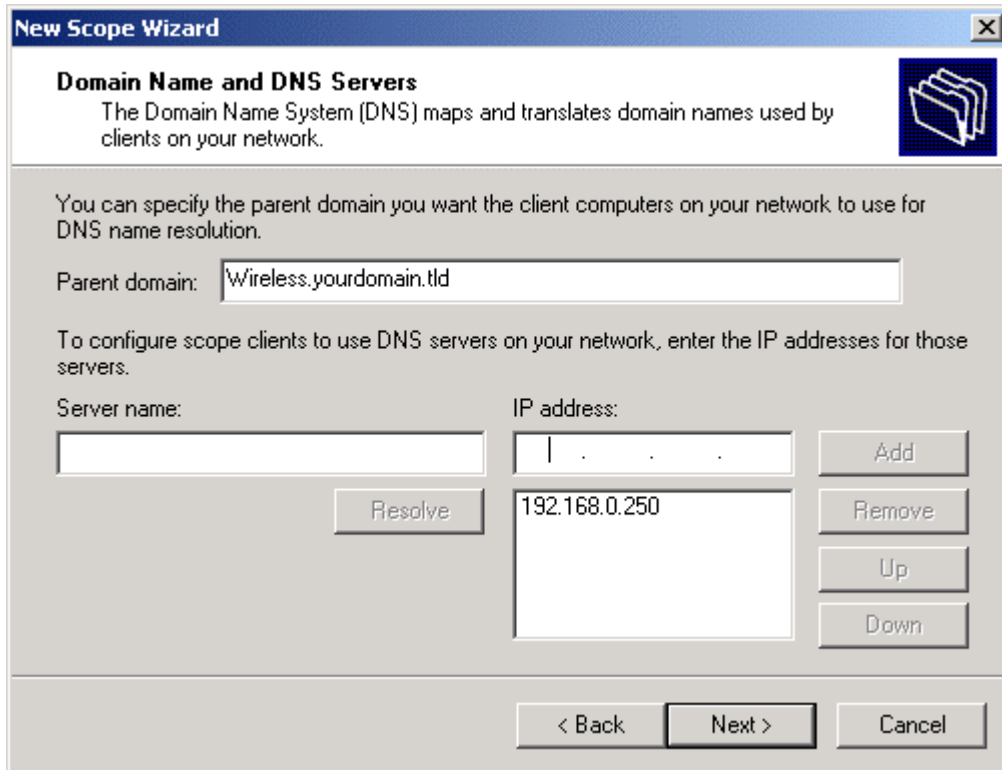 New Scope Wizard
Domain Name and DNS Servers
The Domain Name System (DNS) maps and translates domain names used by
clients on your network.
You can specify the parent domain you want the client computers on your network to use for
DNS name resolution.
Parent domain: Wireless.yourdomain.tld
To configure scope clients to use DNS servers on your network, enter the IP addresses for those
servers.
Server name: IP address:
. . . Add
Resolve 192.168.0.250 Remove
Up
Down
< Back Next > Cancel